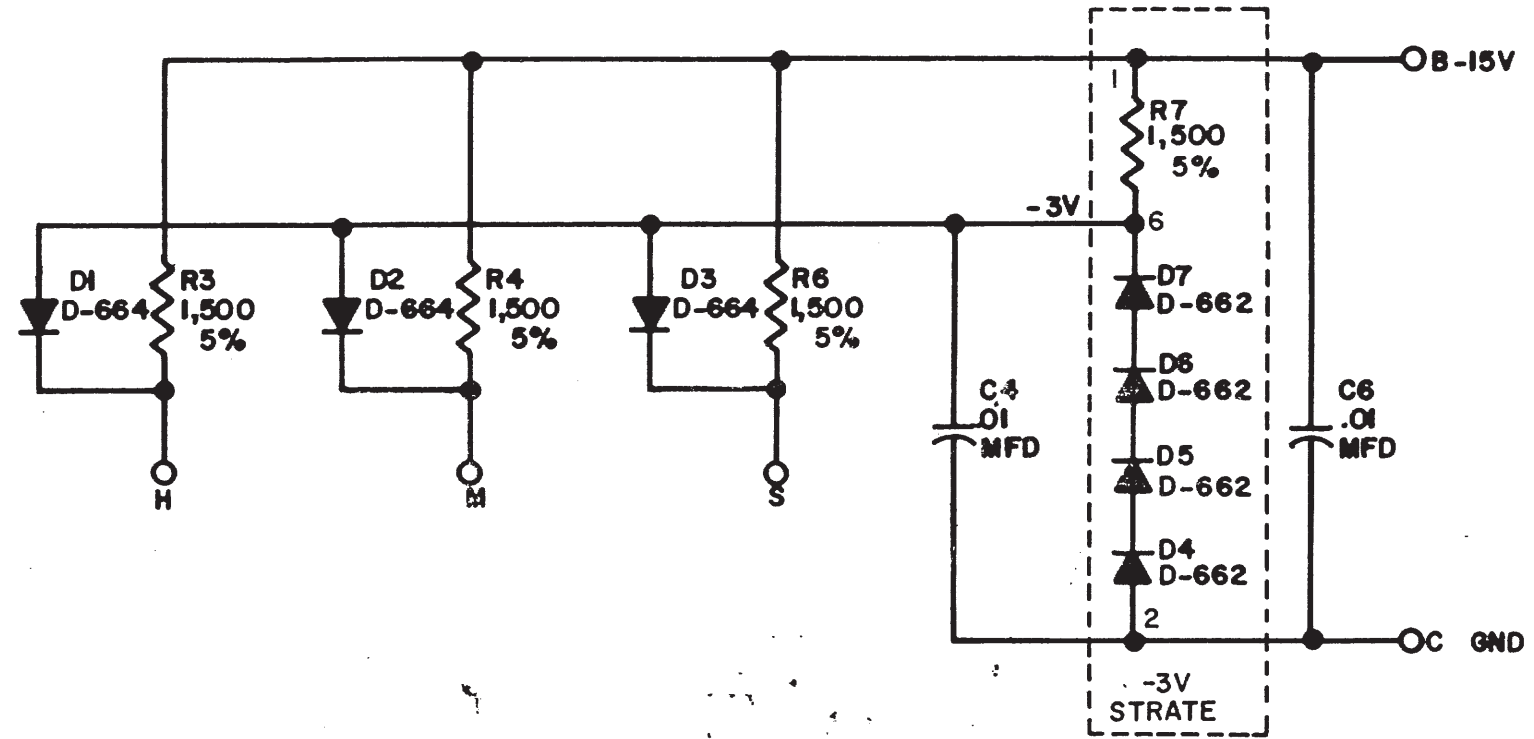 B -15V
1
R7
1,500
5%
-3V
6
D1
D-664
R3
1,500
5%
D2
D-664
R4
1,500
5%
D3
D-664
R6
1,500
5%
D7
D-662
D6
D-662
D5
D-662
D4
D-662
C4
.01
MFD
C6
.01
MFD
H
M
S
2
C GND
-3V
STRATE